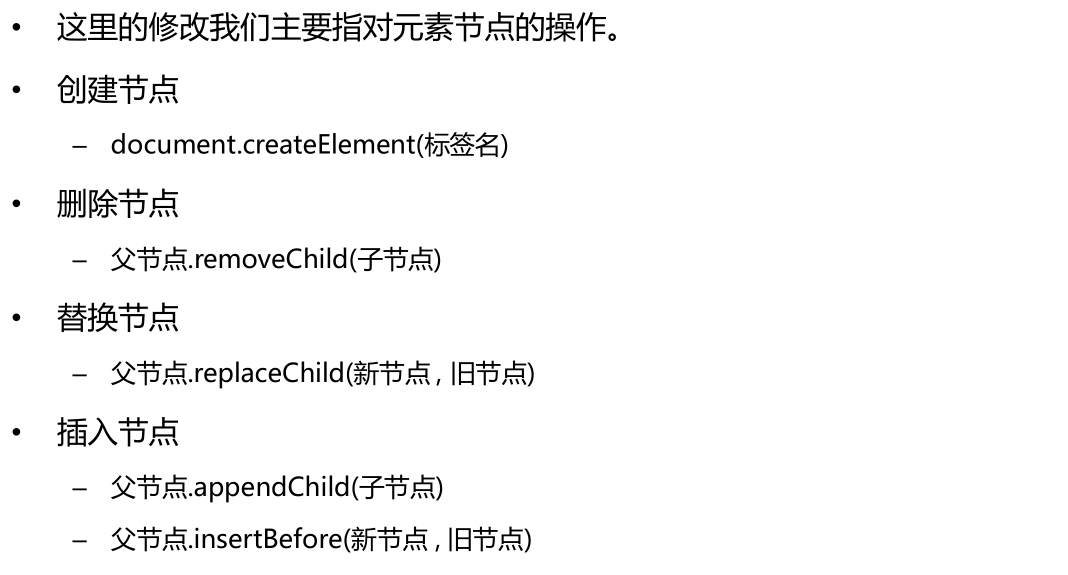 • 这里的修改我们主要指对元素节点的操作。
• 创建节点
– document.createElement(标签名)
• 删除节点
– 父节点.removeChild(子节点)
• 替换节点
– 父节点.replaceChild(新节点 , 旧节点)
• 插入节点
– 父节点.appendChild(子节点)
– 父节点.insertBefore(新节点 , 旧节点)